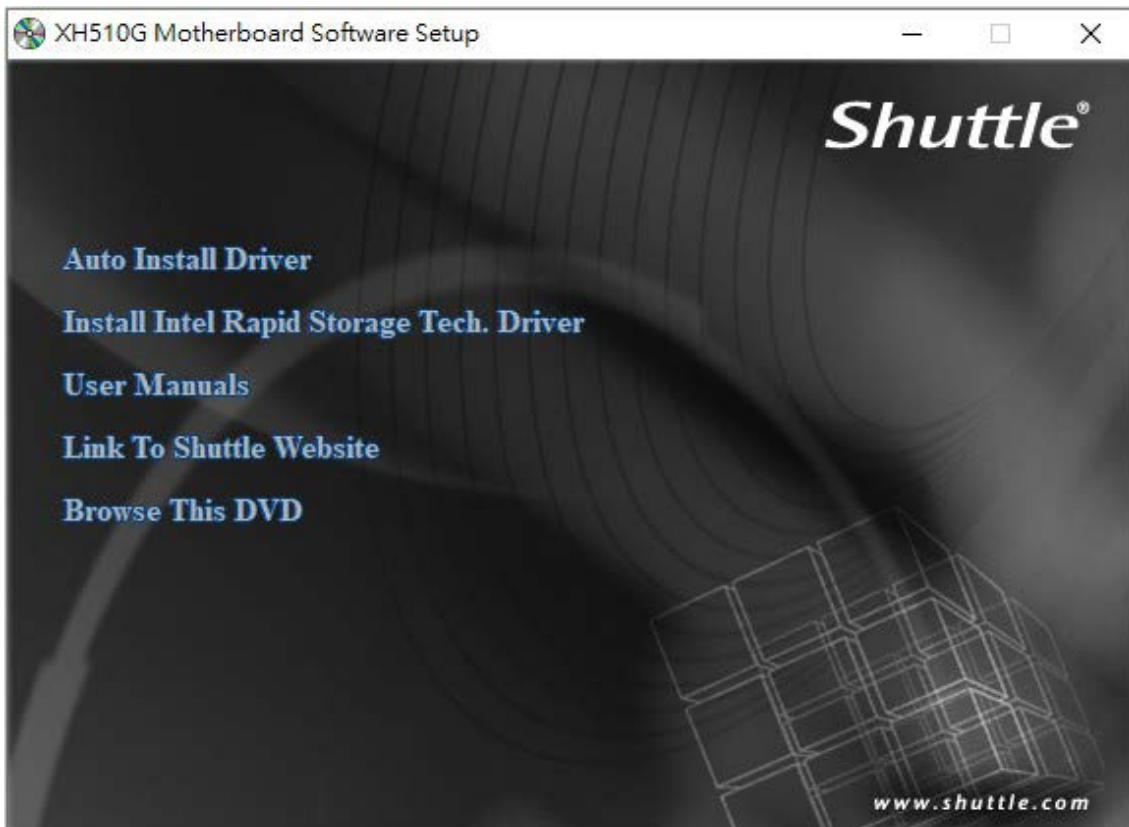 XH510G Motherboard Software Setup
Shuttle®
Auto Install Driver
Install Intel Rapid Storage Tech. Driver
User Manuals
Link To Shuttle Website
Browse This DVD
www.shuttle.com